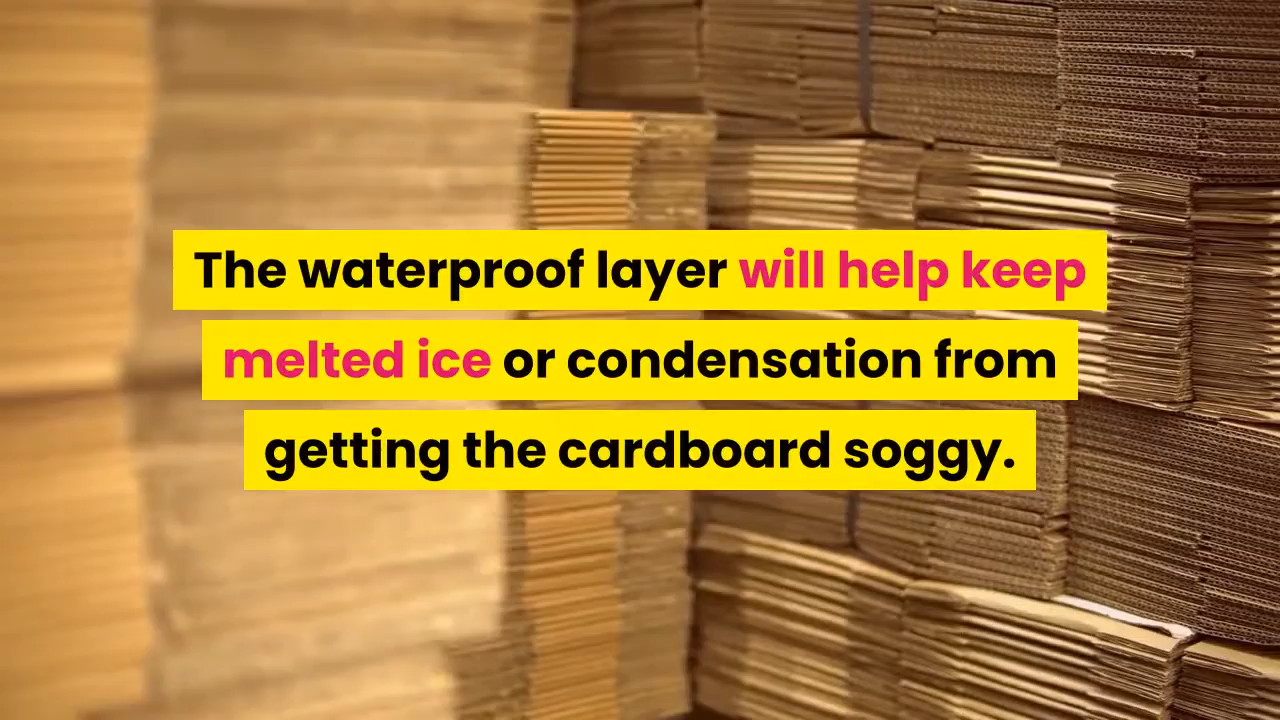 The waterproof layer will help keep
melted ice or condensation from
getting the cardboard soggy.